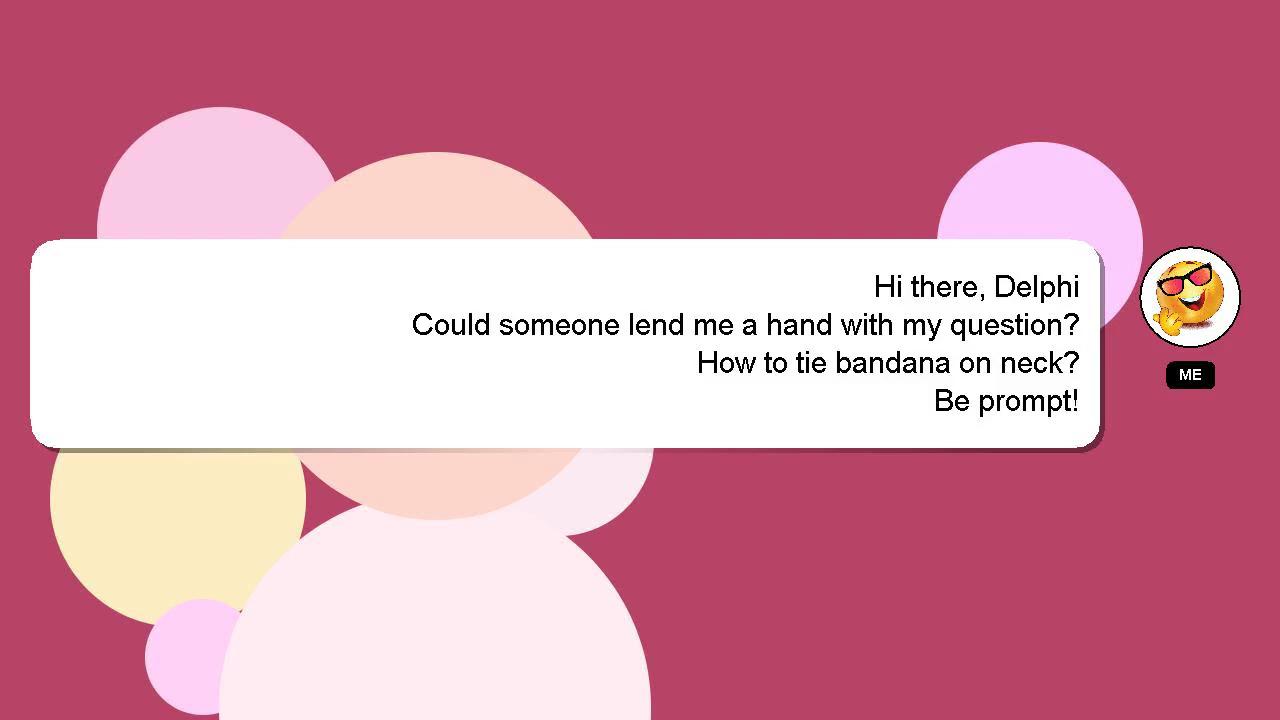 Hi there, Delphi
Could someone lend me a hand with my question?
How to tie bandana on neck?
Be prompt!
ME